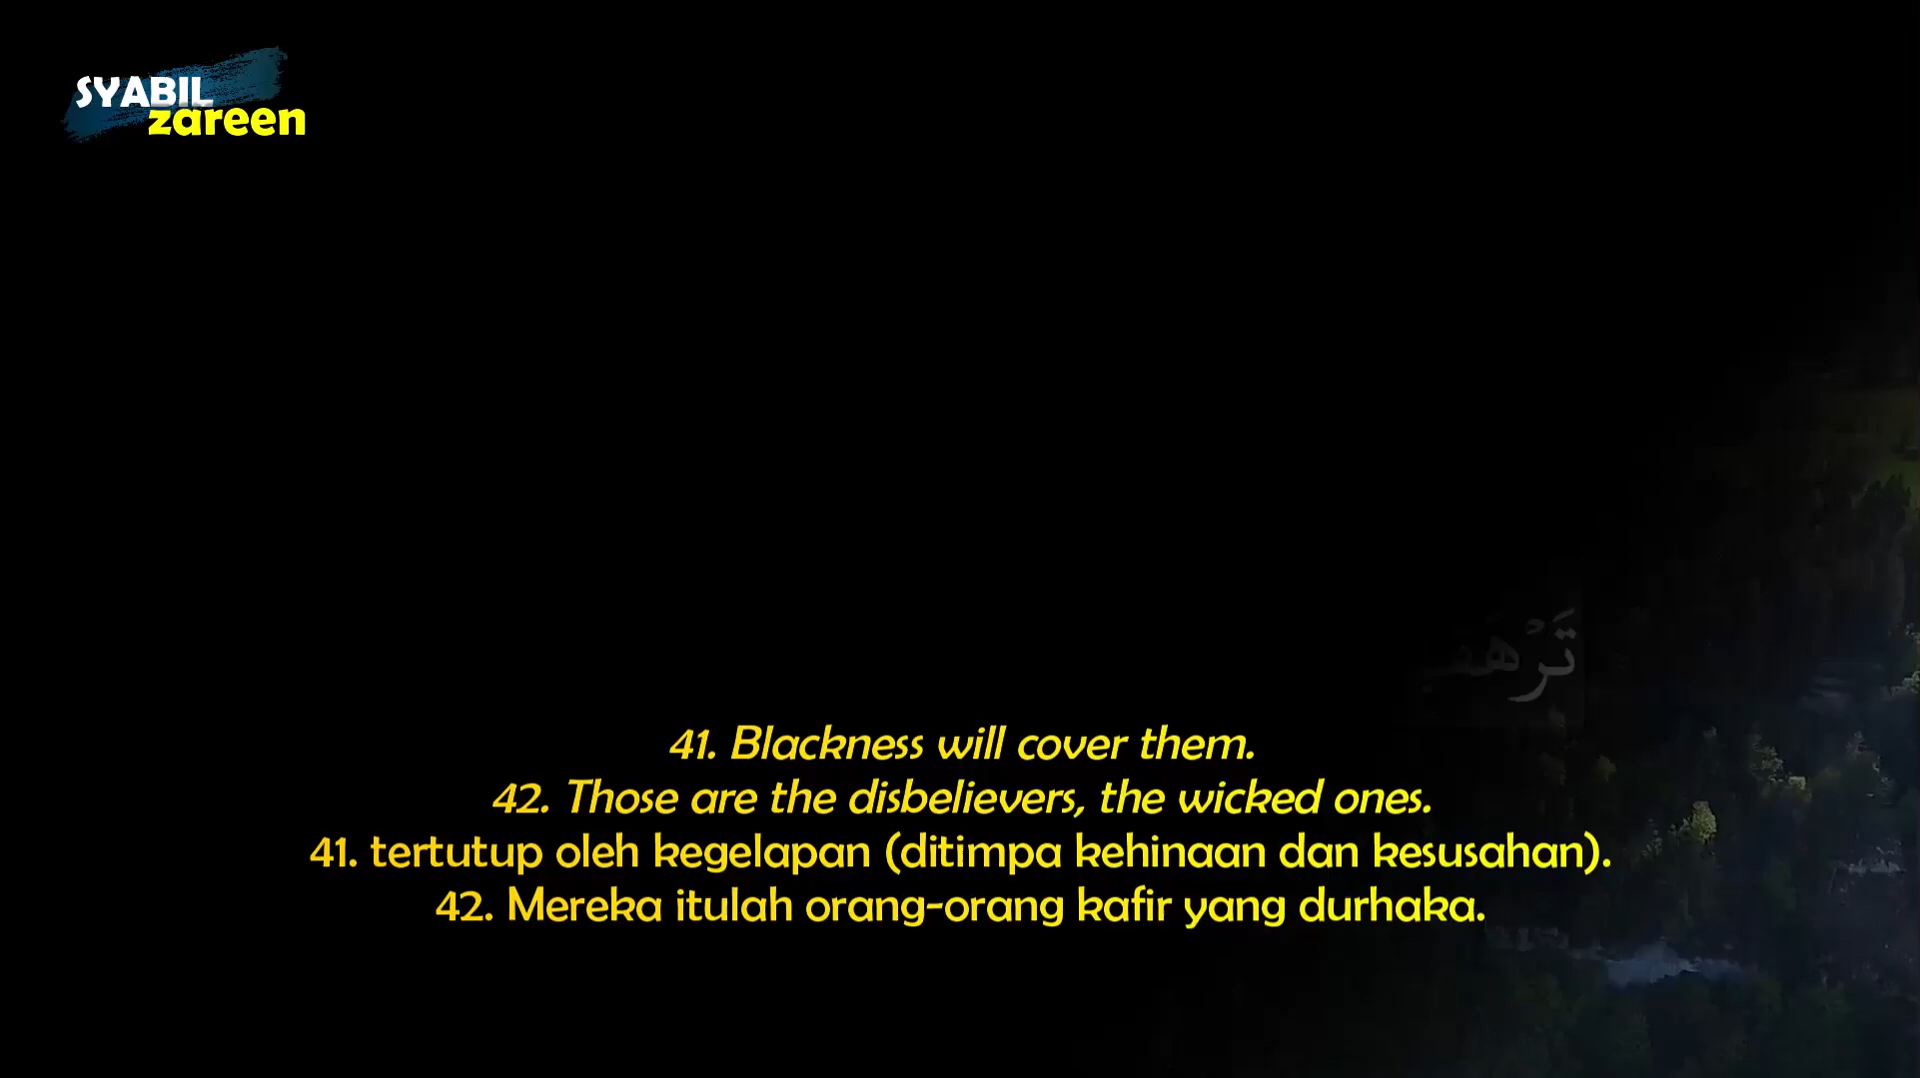 SYABIL
zareen
41. Blackness will cover them.
42. Those are the disbelievers, the wicked ones.
41. tertutup oleh kegelapan (ditimpa kehinaan dan kesusahan).
42. Mereka itulah orang-orang kafir yang durhaka.